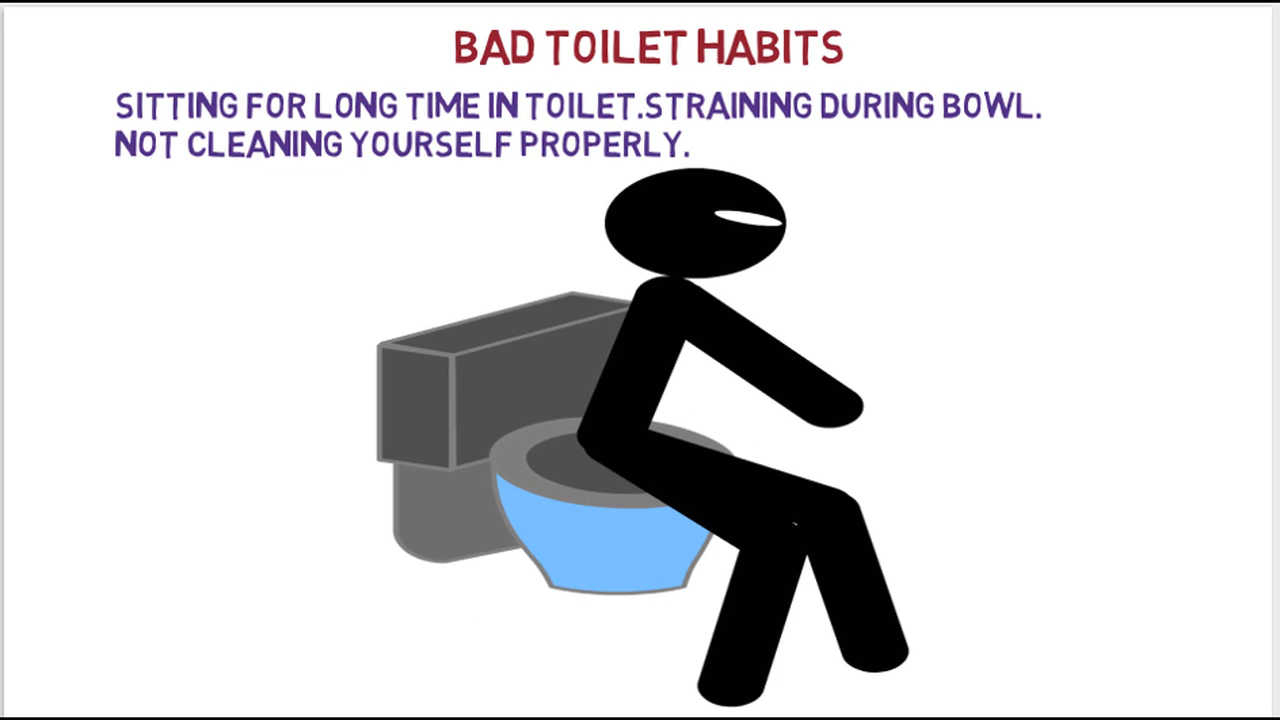 BAD TOILET HABITS
SITTING FOR LONG TIME IN TOILET.STRAINING DURING BOWL.
NOT CLEANING YOURSELF PROPERLY.